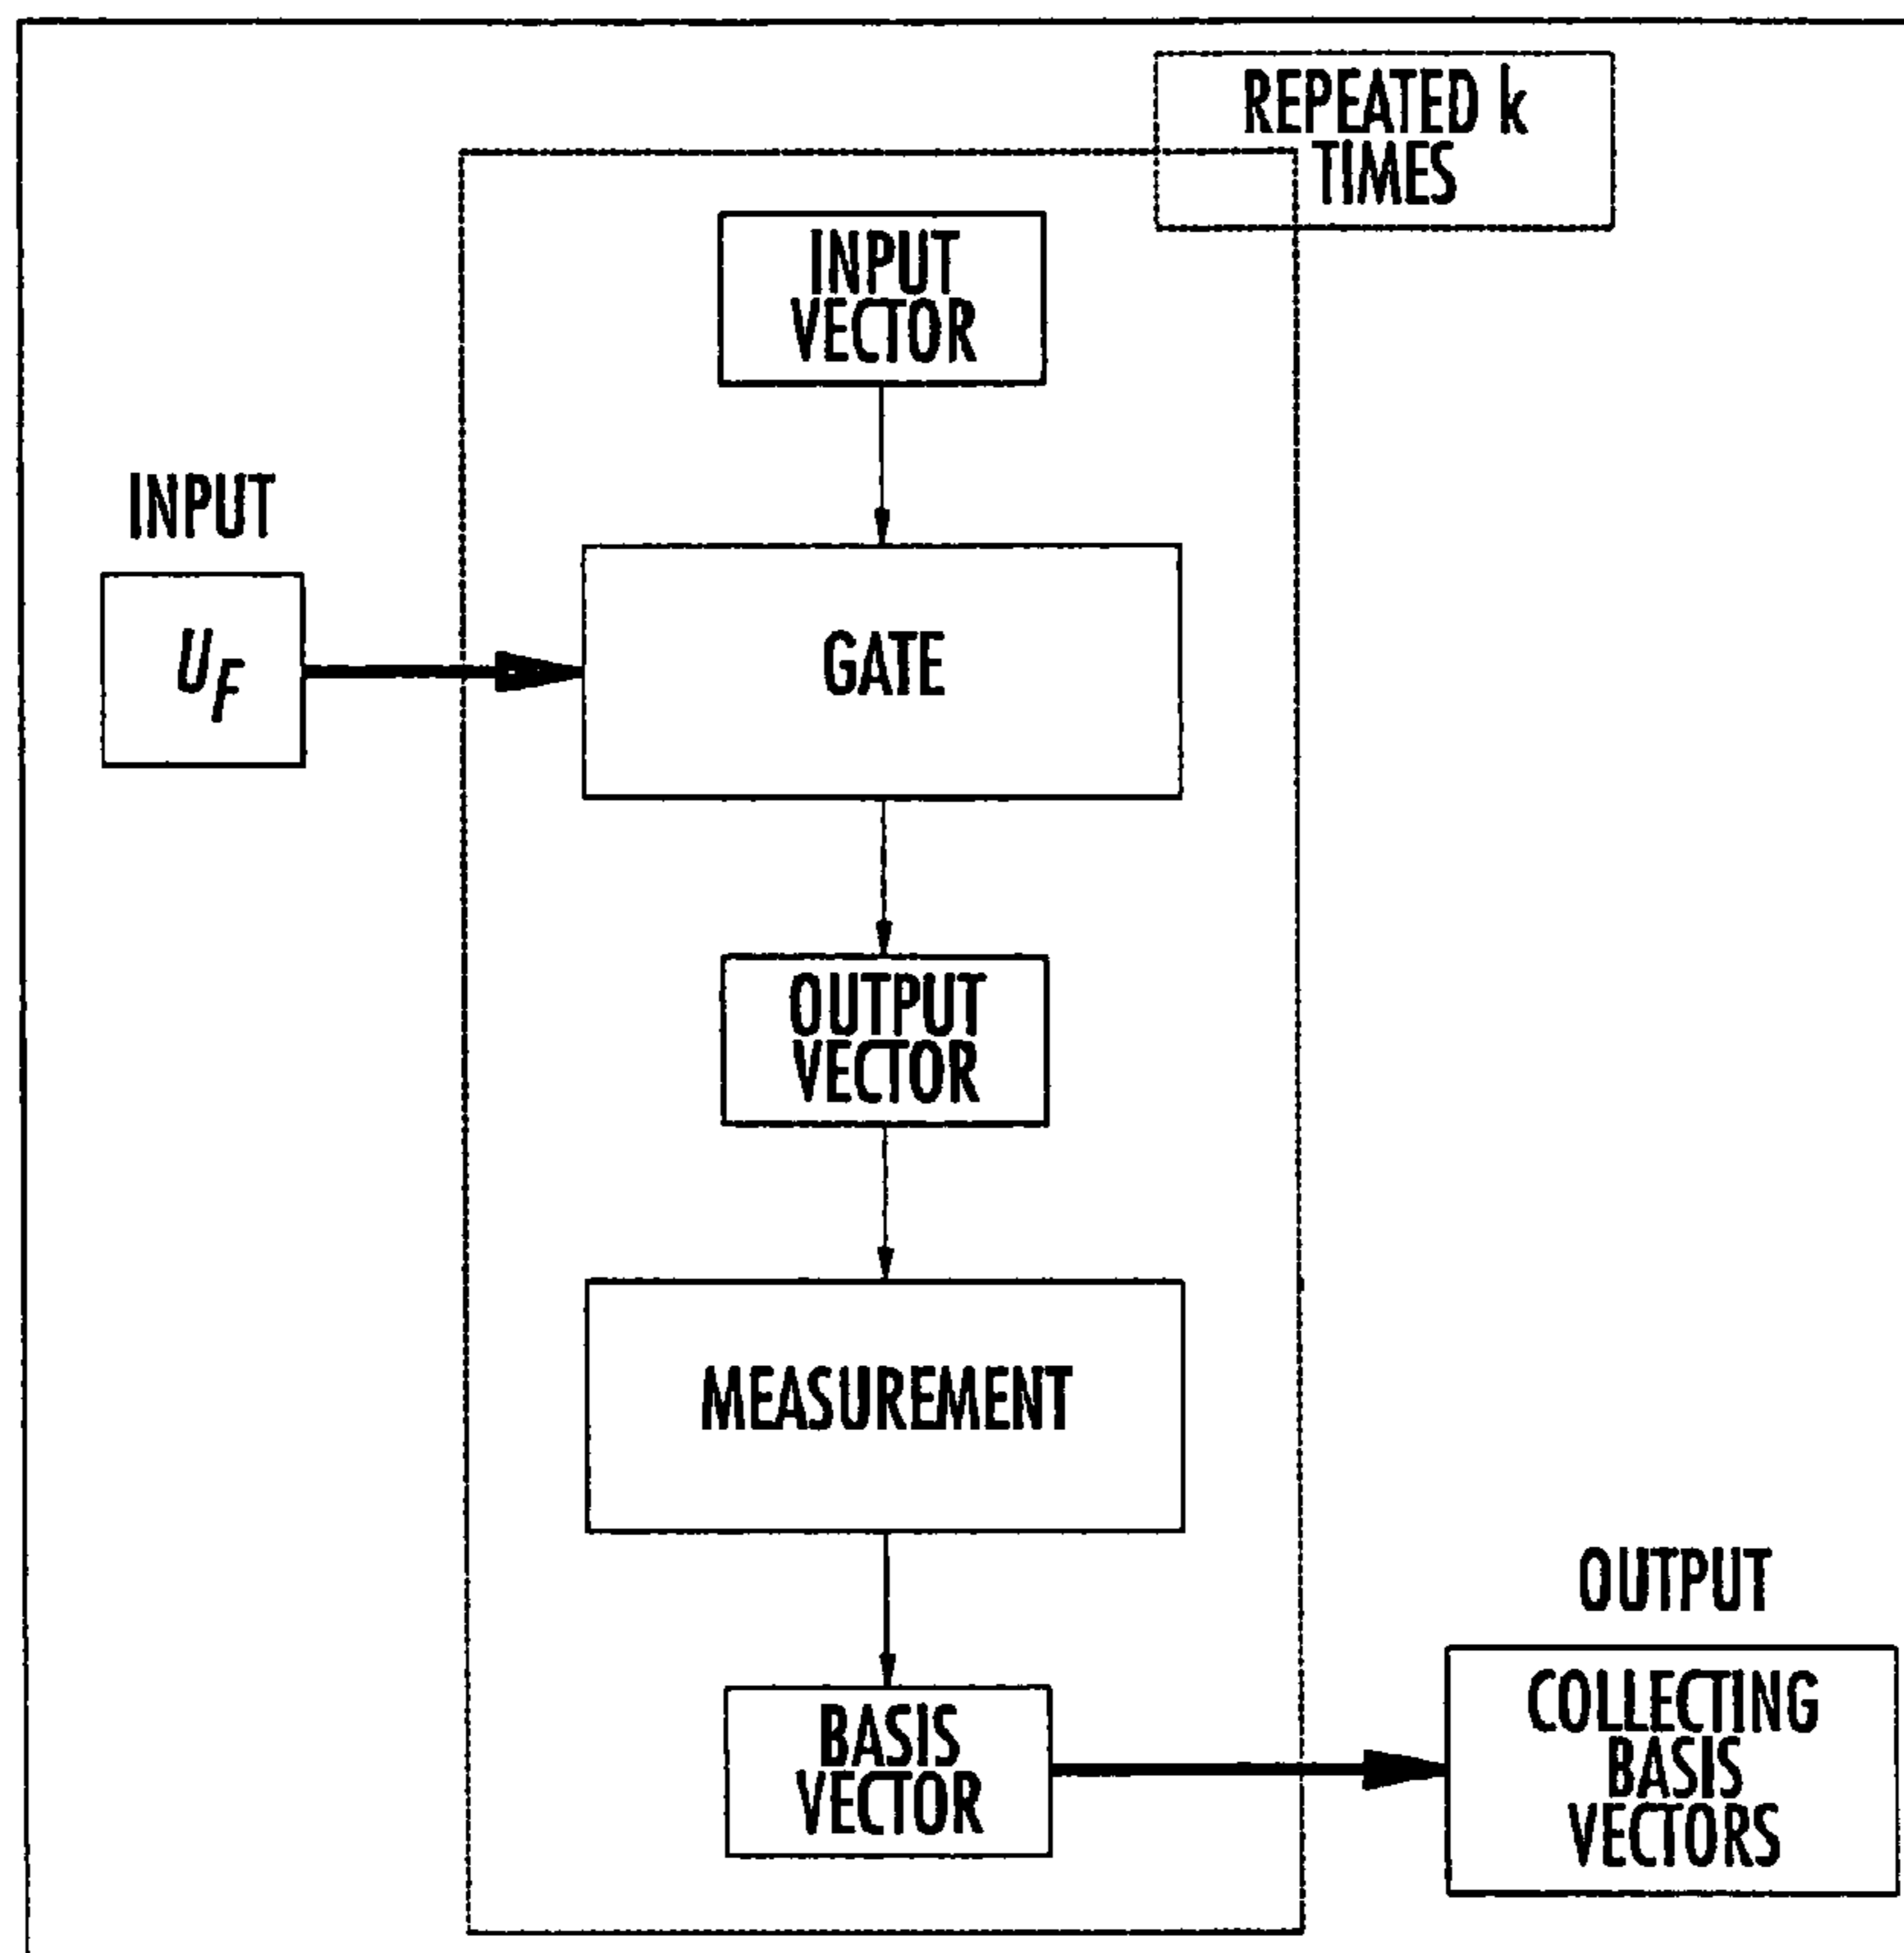 REPEATED k
TIMES
INPUT
VECTOR
INPUT
U_F
GATE
OUTPUT
VECTOR
MEASUREMENT
BASIS
VECTOR
OUTPUT
COLLECTING
BASIS
VECTORS